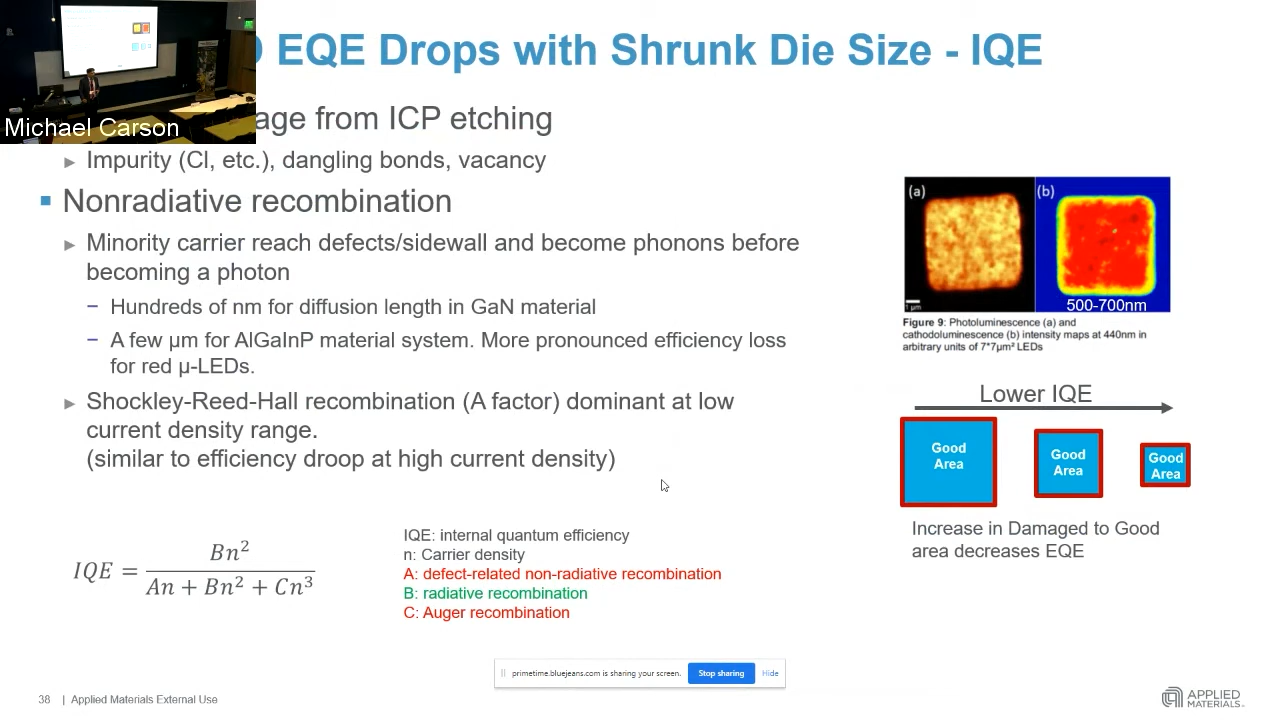 D EQE Drops with Shrunk Die Size - IQE
Michael Carson
age from ICP etching
Impurity (Cl, etc.), dangling bonds, vacancy
Nonradiative recombination
Minority carrier reach defects/sidewall and become phonons before
becoming a photon
− Hundreds of nm for diffusion length in GaN material
− A few μm for AlGaInP material system. More pronounced efficiency loss
for red μ-LEDs.
Shockley-Reed-Hall recombination (A factor) dominant at low
current density range.
(similar to efficiency droop at high current density)
IQE = Bn² / (An + Bn² + Cn³)
IQE: internal quantum efficiency
n: Carrier density
A: defect-related non-radiative recombination
B: radiative recombination
C: Auger recombination
(a)
(b)
1 μm
500-700nm
Figure 9: Photoluminescence (a) and
cathodoluminescence (b) intensity maps at 440nm in
arbitrary units of 7*7μm² LEDs
Lower IQE
Good
Area
Good
Area
Good
Area
Increase in Damaged to Good
area decreases EQE
primetime.bluejeans.com is sharing your screen.
Stop sharing
Hide
38 | Applied Materials External Use
APPLIED
MATERIALS